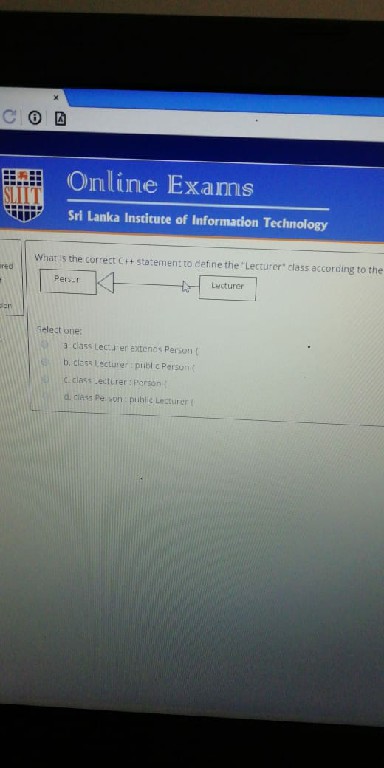 SLIIT
Online Exams
Sri Lanka Institute of Information Technology
What is the correct C++ statement to define the "Lecturer" class according to the
Person
Lecturer
Select one:
a. class Lecturer extends Person {
b. class Lecturer : public Person {
c. class Lecturer : Person {
d. class Person : public Lecturer {